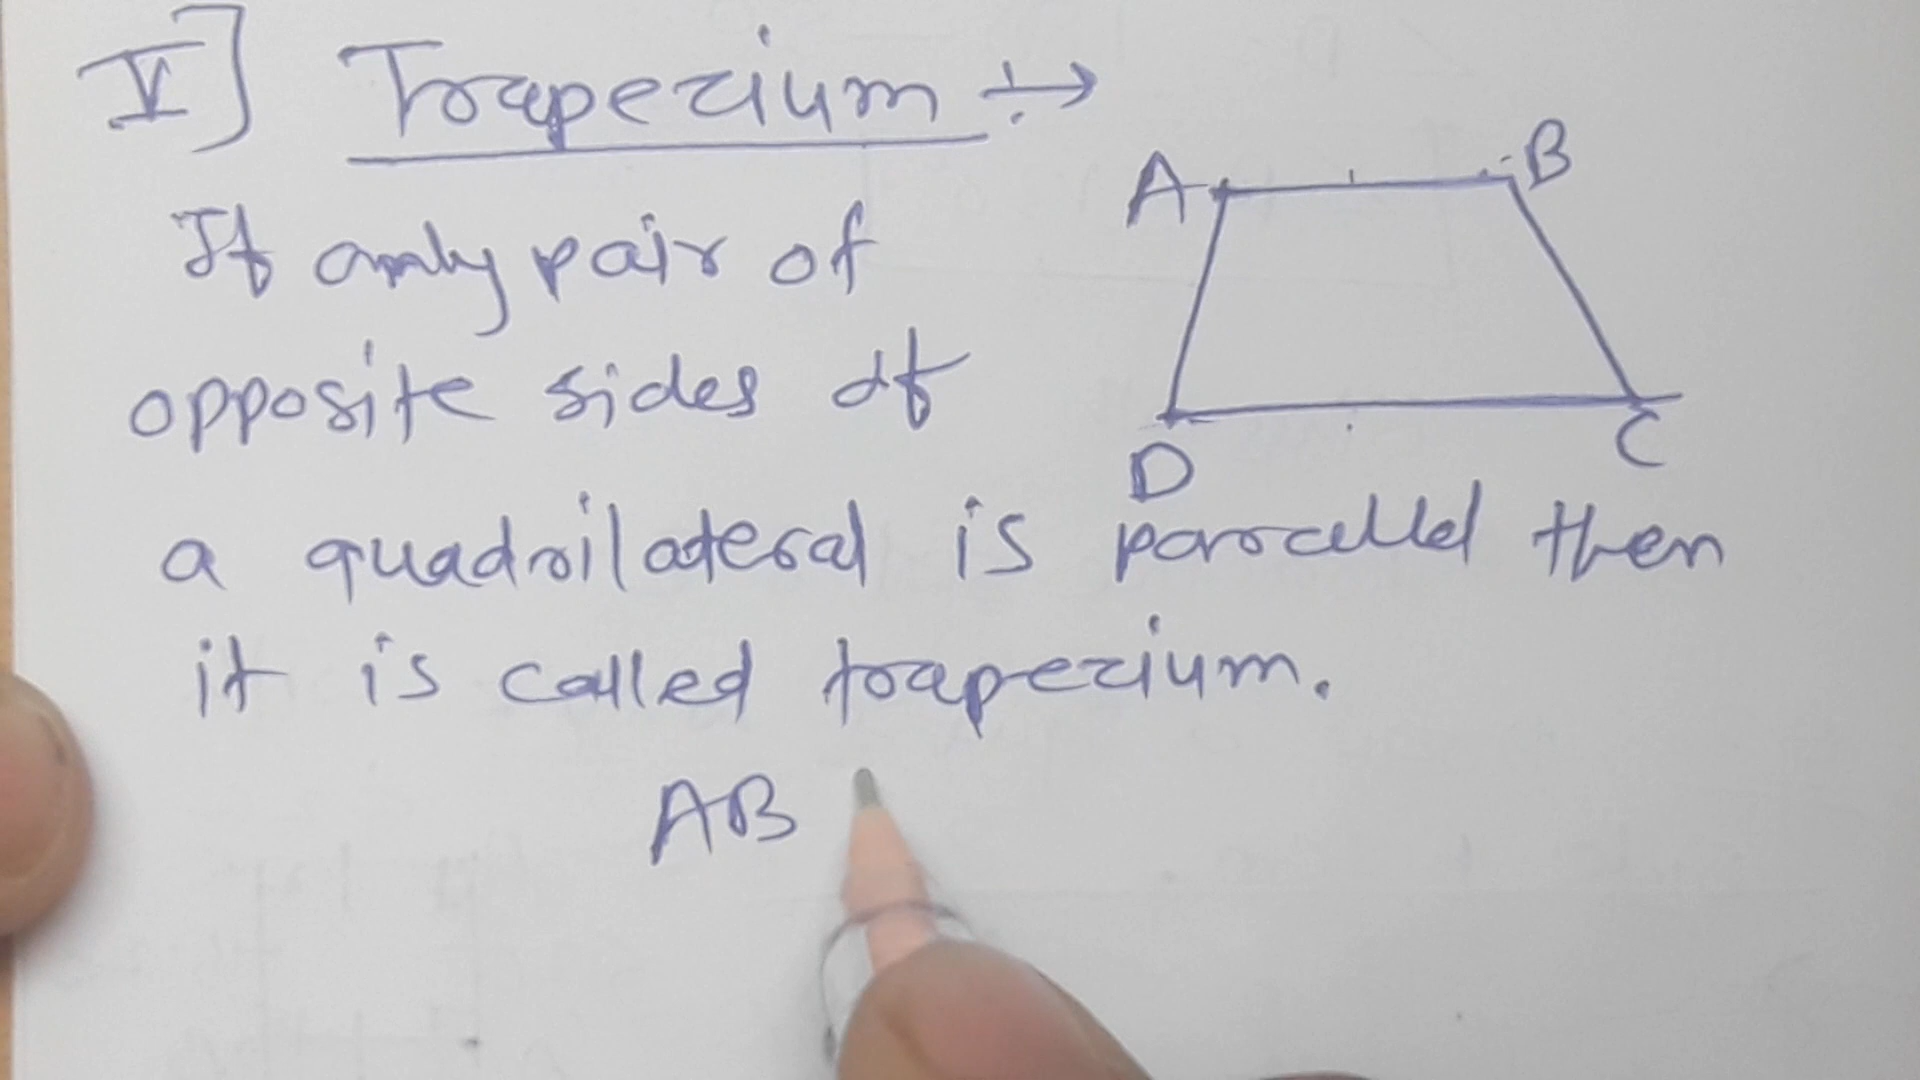 V] Trapezium :→
A
B
If only pair of
opposite sides of
D
C
a quadrilateral is parallel then
it is called trapezium.
AB